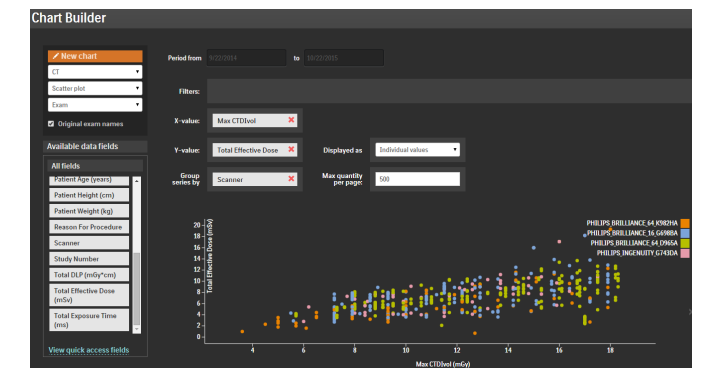 Chart Builder
New chart
CT
Scatter plot
Exam
Original exam names
Available data fields
All fields
Patient Age (years)
Patient Height (cm)
Patient Weight (kg)
Reason For Procedure
Scanner
Study Number
Total DLP (mGy*cm)
Total Effective Dose
(mSv)
Total Exposure Time
(ms)
View quick access fields
Period from 9/22/2014 to 10/22/2015
Filters:
X-value: Max CTDIvol
Y-value: Total Effective Dose Displayed as Individual values
Group
series by Scanner Max quantity
per page: 500
Total Effective Dose (mSv)
20
18
16
14
12
10
8
6
4
2
0
PHILIPS_BRILLIANCE_64_K982HA
PHILIPS_BRILLIANCE_16_G698BA
PHILIPS_BRILLIANCE_64_D965A
PHILIPS_INGENUITY_G743DA
4 6 8 10 12 14 16 18
Max CTDIvol (mGy)